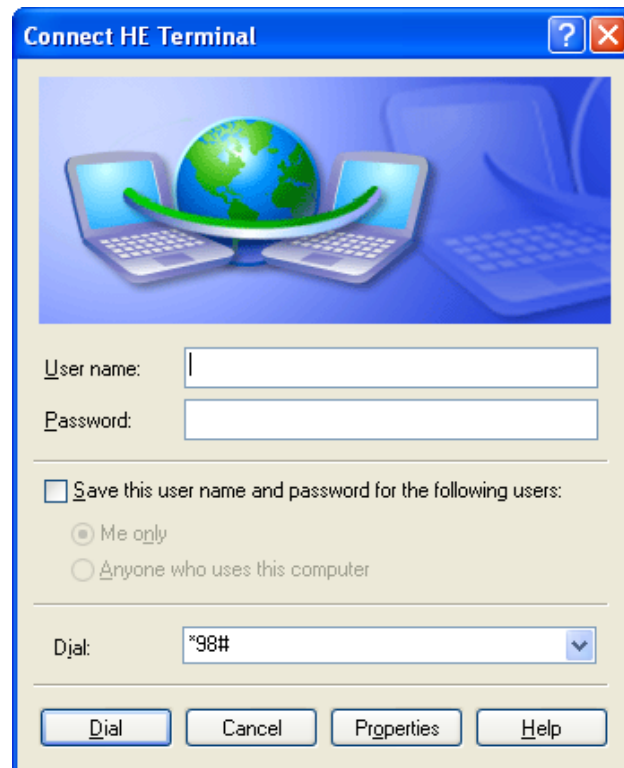 Connect HE Terminal
User name:
Password:
Save this user name and password for the following users:
Me only
Anyone who uses this computer
Dial: *98#
Dial Cancel Properties Help